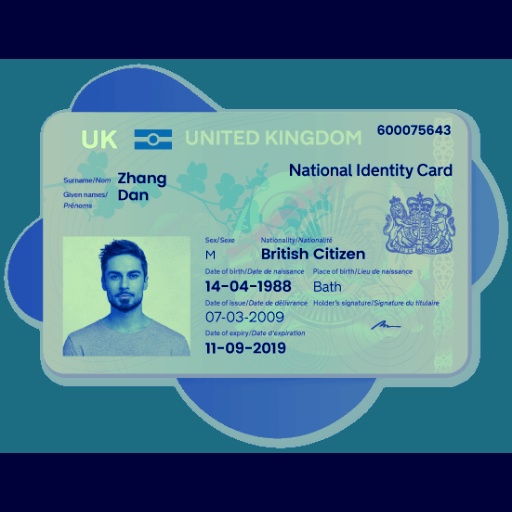 UK UNITED KINGDOM 600075643
National Identity Card
Surname/Nom Zhang
Given names/ Dan
Prénoms
Sex/Sexe Nationality/Nationalité
M British Citizen
Date of birth/Date de naissance Place of birth/Lieu de naissance
14-04-1988 Bath
Date of issue/Date de délivrance Holder's signature/Signature du titulaire
07-03-2009
Date of expiry/Date d'expiration
11-09-2019